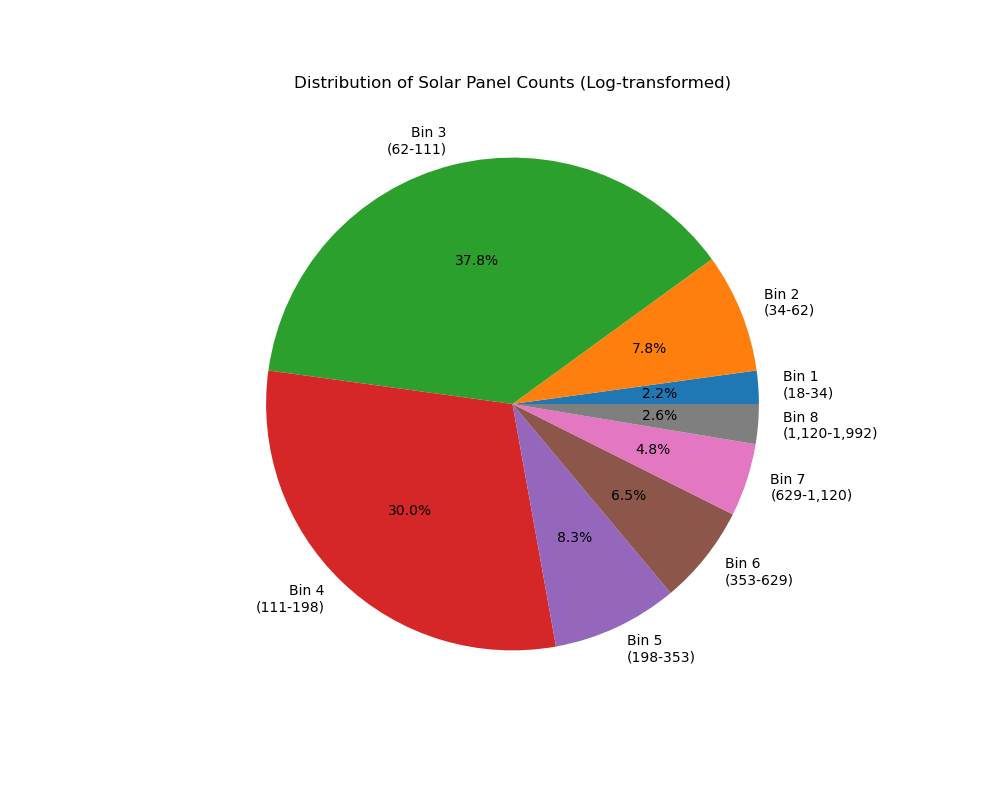 Distribution of Solar Panel Counts (Log-transformed)
Bin 3
(62-111)
37.8%
Bin 2
(34-62)
7.8%
Bin 1
(18-34)
2.2%
Bin 8
(1,120-1,992)
2.6%
Bin 7
(629-1,120)
4.8%
Bin 6
(353-629)
6.5%
Bin 5
(198-353)
8.3%
Bin 4
(111-198)
30.0%